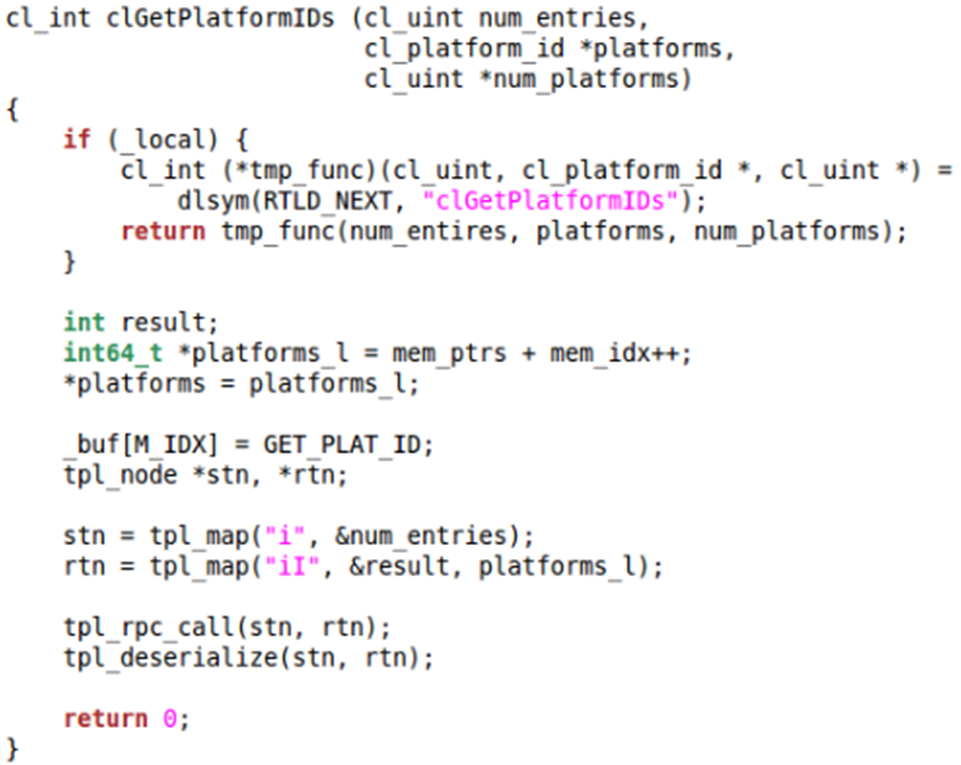 cl_int clGetPlatformIDs (cl_uint num_entries,
                         cl_platform_id *platforms,
                         cl_uint *num_platforms)
{
    if (_local) {
        cl_int (*tmp_func)(cl_uint, cl_platform_id *, cl_uint *) =
            dlsym(RTLD_NEXT, "clGetPlatformIDs");
        return tmp_func(num_entires, platforms, num_platforms);
    }

    int result;
    int64_t *platforms_l = mem_ptrs + mem_idx++;
    *platforms = platforms_l;

    _buf[M_IDX] = GET_PLAT_ID;
    tpl_node *stn, *rtn;

    stn = tpl_map("i", &num_entries);
    rtn = tpl_map("iI", &result, platforms_l);

    tpl_rpc_call(stn, rtn);
    tpl_deserialize(stn, rtn);

    return 0;
}